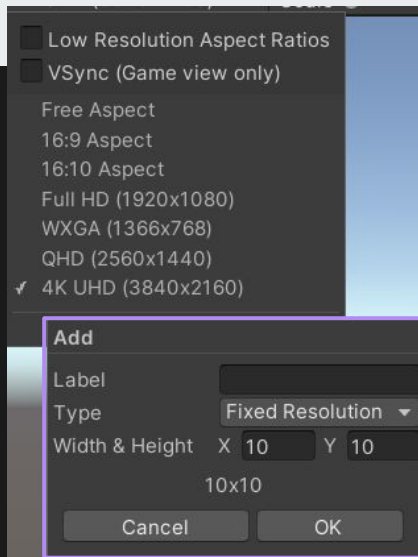 Low Resolution Aspect Ratios
VSync (Game view only)
Free Aspect
16:9 Aspect
16:10 Aspect
Full HD (1920x1080)
WXGA (1366x768)
QHD (2560x1440)
4K UHD (3840x2160)
Add
Label
Type Fixed Resolution
Width & Height X 10 Y 10
10x10
Cancel OK